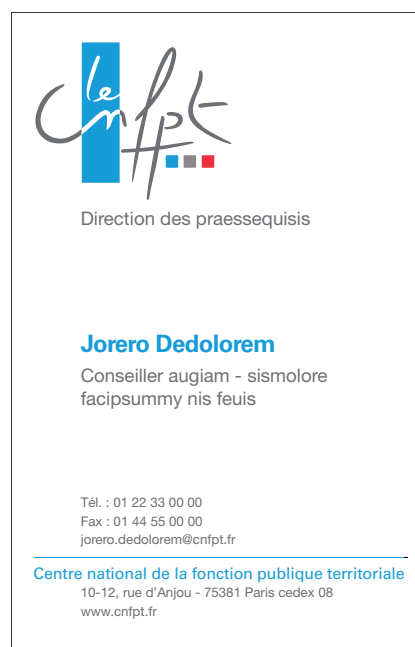 le
cnfpt
Direction des praessequisis
Jorero Dedolorem
Conseiller augiam - sismolore
facipsummy nis feuis
Tél. : 01 22 33 00 00
Fax : 01 44 55 00 00
jorero.dedolorem@cnfpt.fr
Centre national de la fonction publique territoriale
10-12, rue d'Anjou - 75381 Paris cedex 08
www.cnfpt.fr